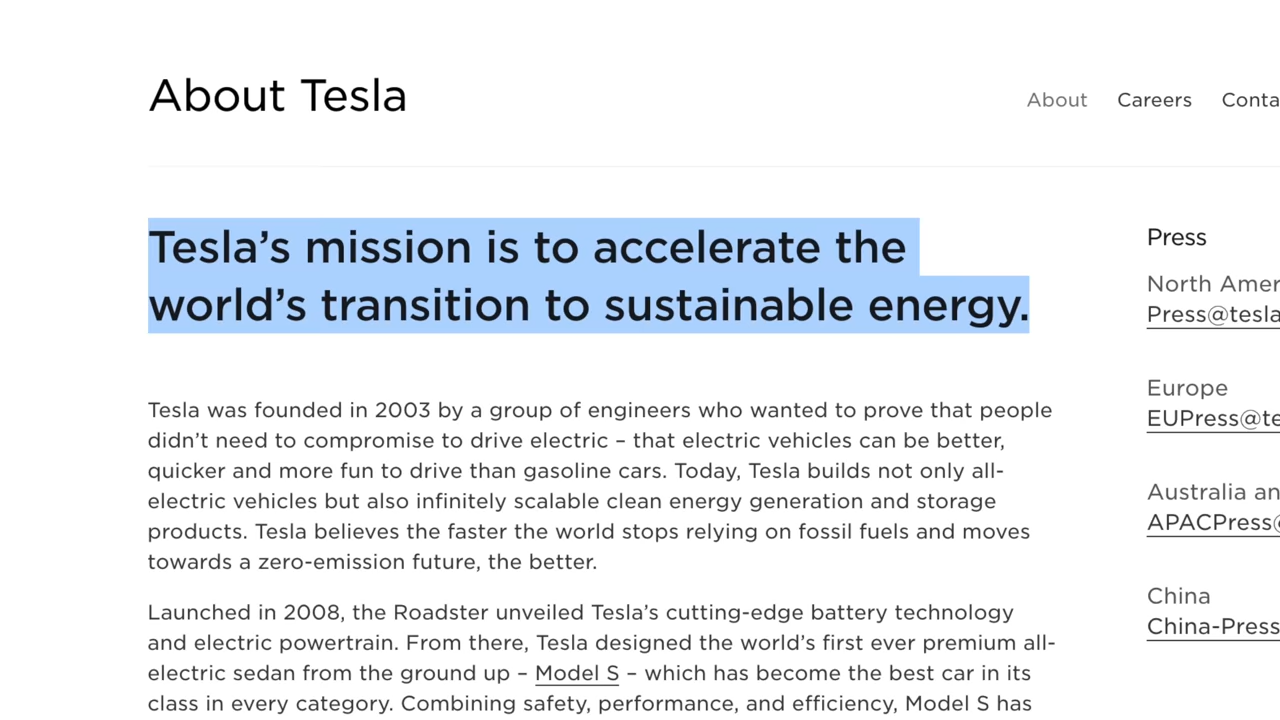 About Tesla
About Careers
Tesla’s mission is to accelerate the
world’s transition to sustainable energy.
Tesla was founded in 2003 by a group of engineers who wanted to prove that people
didn’t need to compromise to drive electric – that electric vehicles can be better,
quicker and more fun to drive than gasoline cars. Today, Tesla builds not only all-
electric vehicles but also infinitely scalable clean energy generation and storage
products. Tesla believes the faster the world stops relying on fossil fuels and moves
towards a zero-emission future, the better.
Launched in 2008, the Roadster unveiled Tesla’s cutting-edge battery technology
and electric powertrain. From there, Tesla designed the world’s first ever premium all-
electric sedan from the ground up – Model S – which has become the best car in its
class in every category. Combining safety, performance, and efficiency, Model S has
Press
North Amer
Press@tesla
Europe
EUPress@te
Australia an
APACPress@
China
China-Press